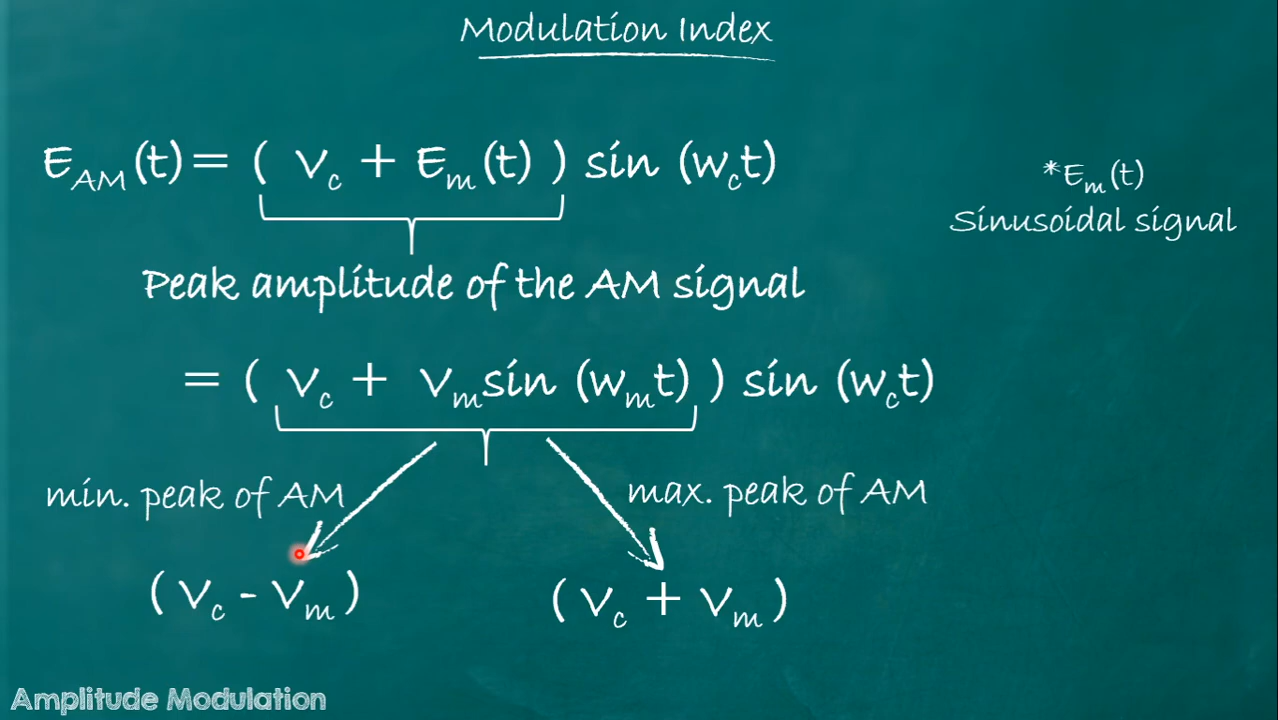 Modulation Index
E_AM(t) = ( v_c + E_m(t) ) sin (w_c t)
*E_m(t)
Sinusoidal signal
Peak amplitude of the AM signal
= ( v_c + v_m sin (w_m t) ) sin (w_c t)
min. peak of AM
max. peak of AM
( v_c - v_m )
( v_c + v_m )
Amplitude Modulation